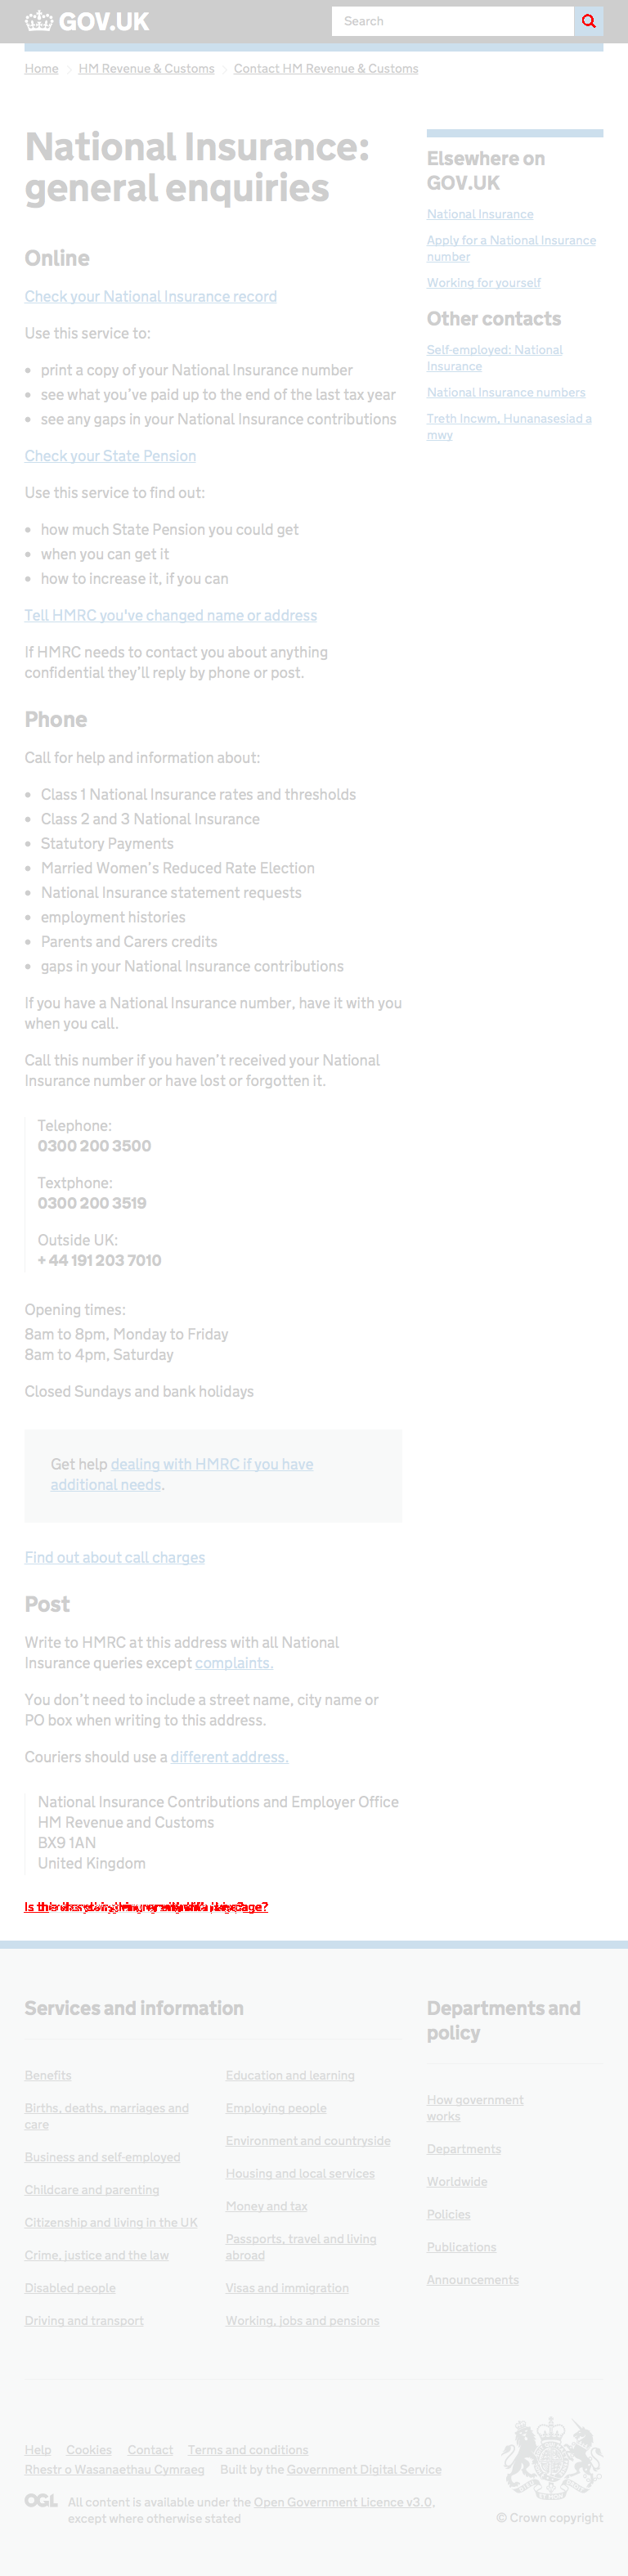 GOV.UK
Search
Home
HM Revenue & Customs
Contact HM Revenue & Customs
National Insurance:
general enquiries
Online
Check your National Insurance record
Use this service to:
• print a copy of your National Insurance number
• see what you've paid up to the end of the last tax year
• see any gaps in your National Insurance contributions
Check your State Pension
Use this service to find out:
• how much State Pension you could get
• when you can get it
• how to increase it, if you can
Tell HMRC you've changed name or address
If HMRC needs to contact you about anything
confidential they'll reply by phone or post.
Phone
Call for help and information about:
• Class 1 National Insurance rates and thresholds
• Class 2 and 3 National Insurance
• Statutory Payments
• Married Women's Reduced Rate Election
• National Insurance statement requests
• employment histories
• Parents and Carers credits
• gaps in your National Insurance contributions
If you have a National Insurance number, have it with you
when you call.
Call this number if you haven't received your National
Insurance number or have lost or forgotten it.
Telephone:
0300 200 3500
Textphone:
0300 200 3519
Outside UK:
+44 191 203 7010
Opening times:
8am to 8pm, Monday to Friday
8am to 4pm, Saturday
Closed Sundays and bank holidays
Get help dealing with HMRC if you have
additional needs.
Find out about call charges
Post
Write to HMRC at this address with all National
Insurance queries except complaints.
You don't need to include a street name, city name or
PO box when writing to this address.
Couriers should use a different address.
National Insurance Contributions and Employer Office
HM Revenue and Customs
BX9 1AN
United Kingdom
Elsewhere on
GOV.UK
National Insurance
Apply for a National Insurance
number
Working for yourself
Other contacts
Self-employed: National
Insurance
National Insurance numbers
Treth Incwm, Hunanasesiad a
mwy
Services and information
Benefits
Births, deaths, marriages and
care
Business and self-employed
Childcare and parenting
Citizenship and living in the UK
Crime, justice and the law
Disabled people
Driving and transport
Education and learning
Employing people
Environment and countryside
Housing and local services
Money and tax
Passports, travel and living
abroad
Visas and immigration
Working, jobs and pensions
Departments and
policy
How government
works
Departments
Worldwide
Policies
Publications
Announcements
Help
Cookies
Contact
Terms and conditions
Rhestr o Wasanaethau Cymraeg
Built by the Government Digital Service
OGL
All content is available under the Open Government Licence v3.0,
except where otherwise stated
© Crown copyright